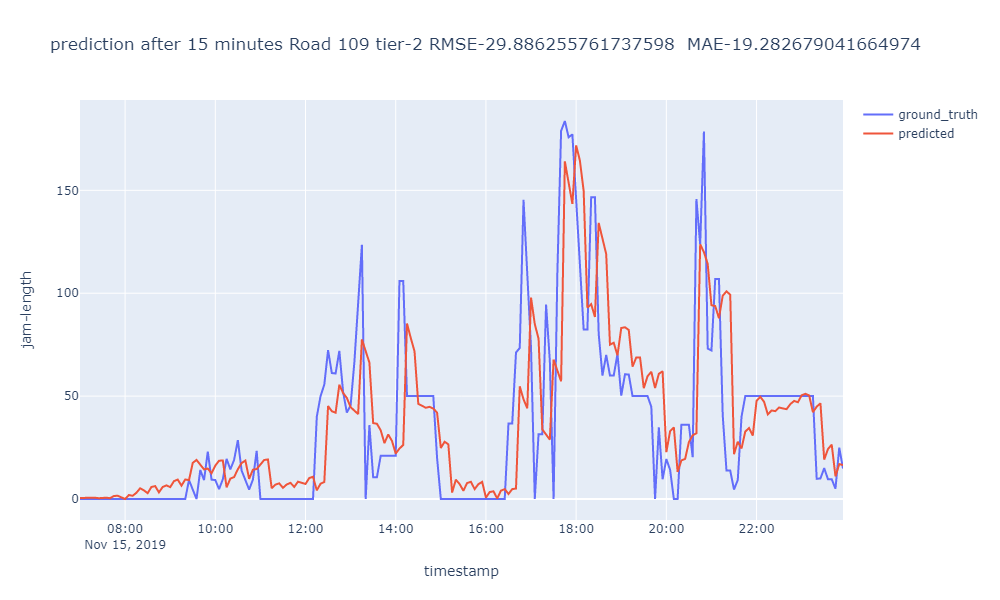 prediction after 15 minutes Road 109 tier-2 RMSE-29.886255761737598  MAE-19.282679041664974
ground_truth
predicted
150
100
50
0
jam-length
08:00 10:00 12:00 14:00 16:00 18:00 20:00 22:00
Nov 15, 2019
timestamp